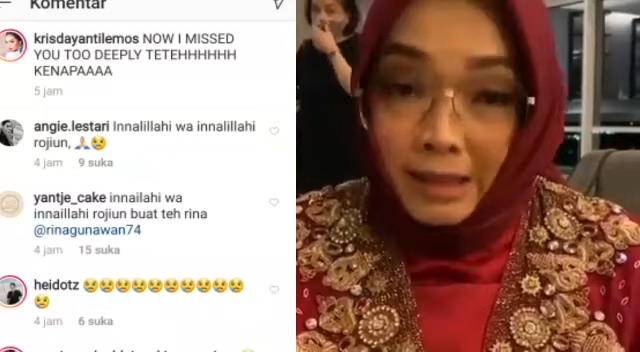 Komentar
krisdayantilemos NOW I MISSED
YOU TOO DEEPLY TETEHHHHHH
KENAPAAAA
5 jam
angie.lestari Innalillahi wa innalillahi
rojiun, 🙏🏻😢
4 jam 9 suka
yantje_cake innailahi wa
innaillahi rojiun buat teh rina
@rinagunawan74
4 jam 15 suka
heidotz 😢😢😢😢😢😢😢😢😢😢
😢
4 jam 6 suka